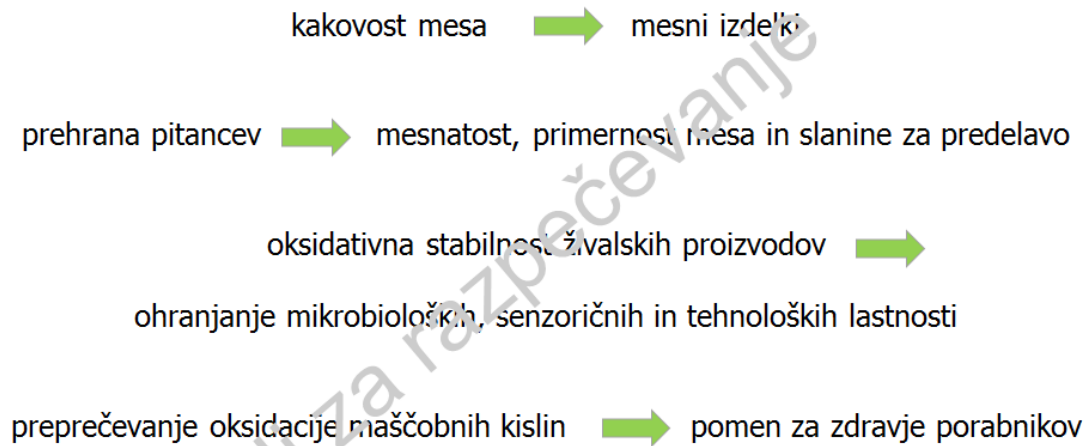 kakovost mesa mesni izdelki
prehrana pitancev mesnatost, primernost mesa in slanine za predelavo
oksidativna stabilnost živalskih proizvodov
ohranjanje mikrobioloških, senzoričnih in tehnoloških lastnosti
preprečevanje oksidacije maščobnih kislin pomen za zdravje porabnikov
za razpečevanje